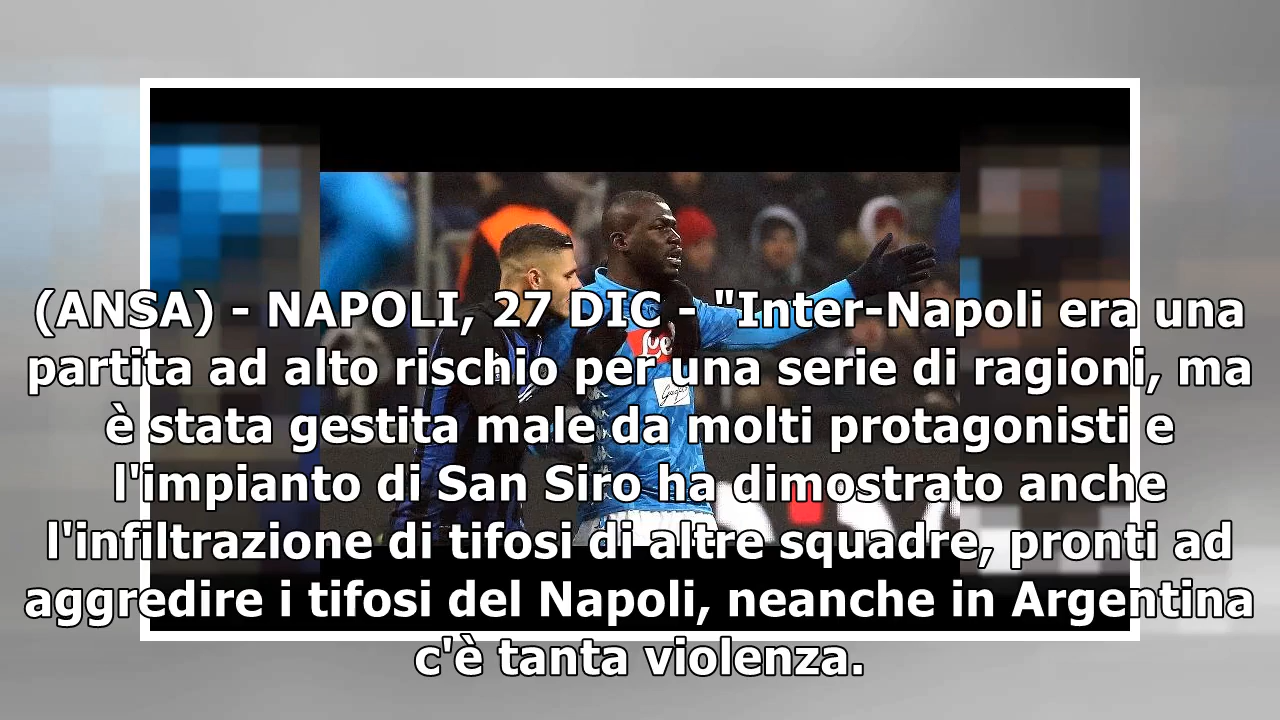 (ANSA) - NAPOLI, 27 DIC - "Inter-Napoli era una
partita ad alto rischio per una serie di ragioni, ma
è stata gestita male da molti protagonisti e
l'impianto di San Siro ha dimostrato anche
l'infiltrazione di tifosi di altre squadre, pronti ad
aggredire i tifosi del Napoli, neanche in Argentina
c'è tanta violenza.